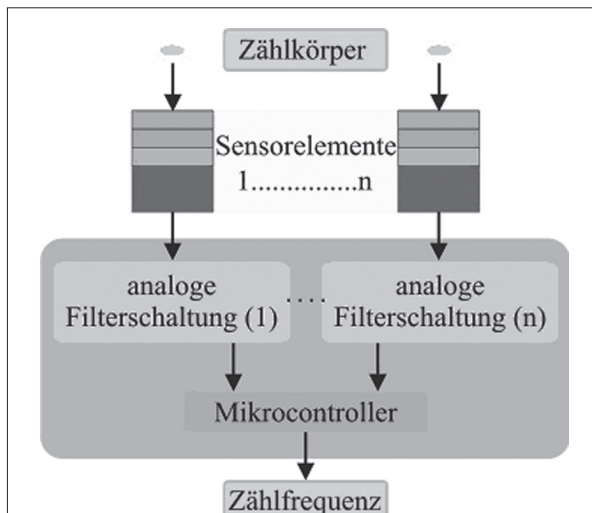 Zählkörper
Sensorelemente
1...............n
analoge
Filterschaltung (1)
....
analoge
Filterschaltung (n)
Mikrocontroller
Zählfrequenz